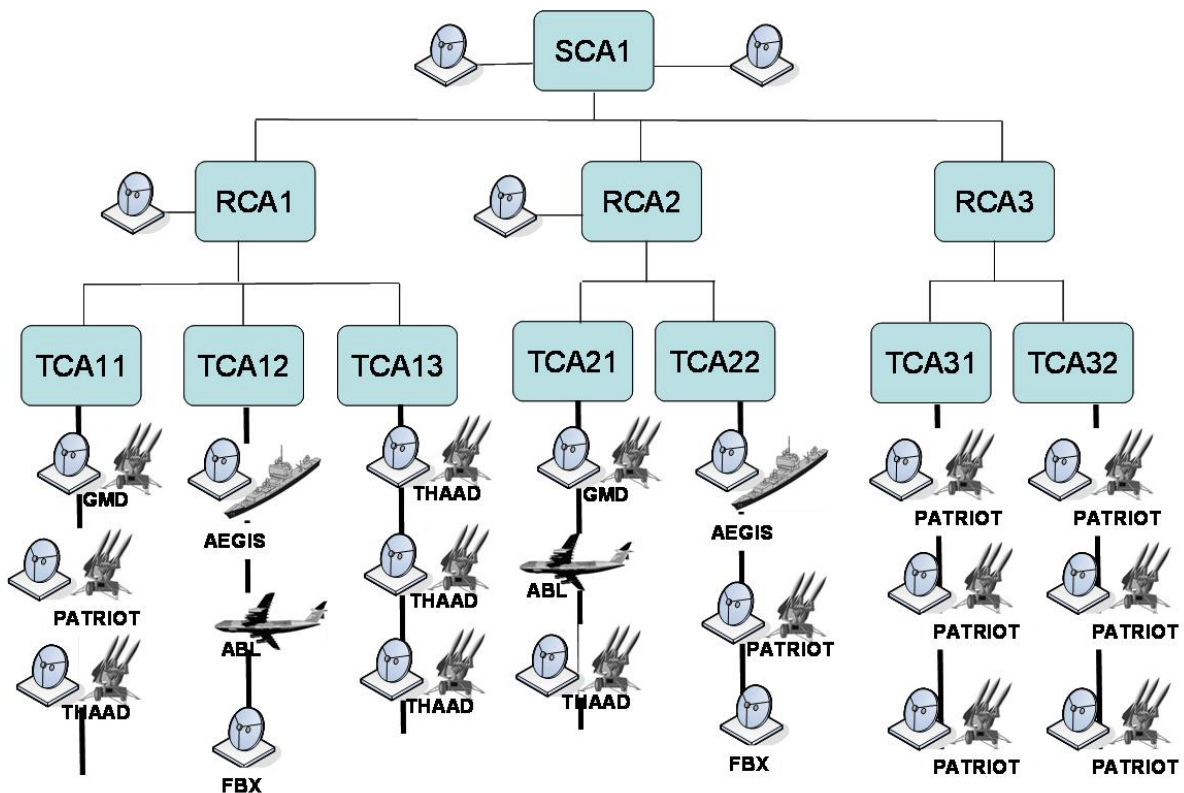 SCA1
RCA1
RCA2
RCA3
TCA11
TCA12
TCA13
TCA21
TCA22
TCA31
TCA32
GMD
PATRIOT
THAAD
AEGIS
ABL
FBX
THAAD
THAAD
THAAD
GMD
ABL
THAAD
AEGIS
PATRIOT
FBX
PATRIOT
PATRIOT
PATRIOT
PATRIOT
PATRIOT
PATRIOT